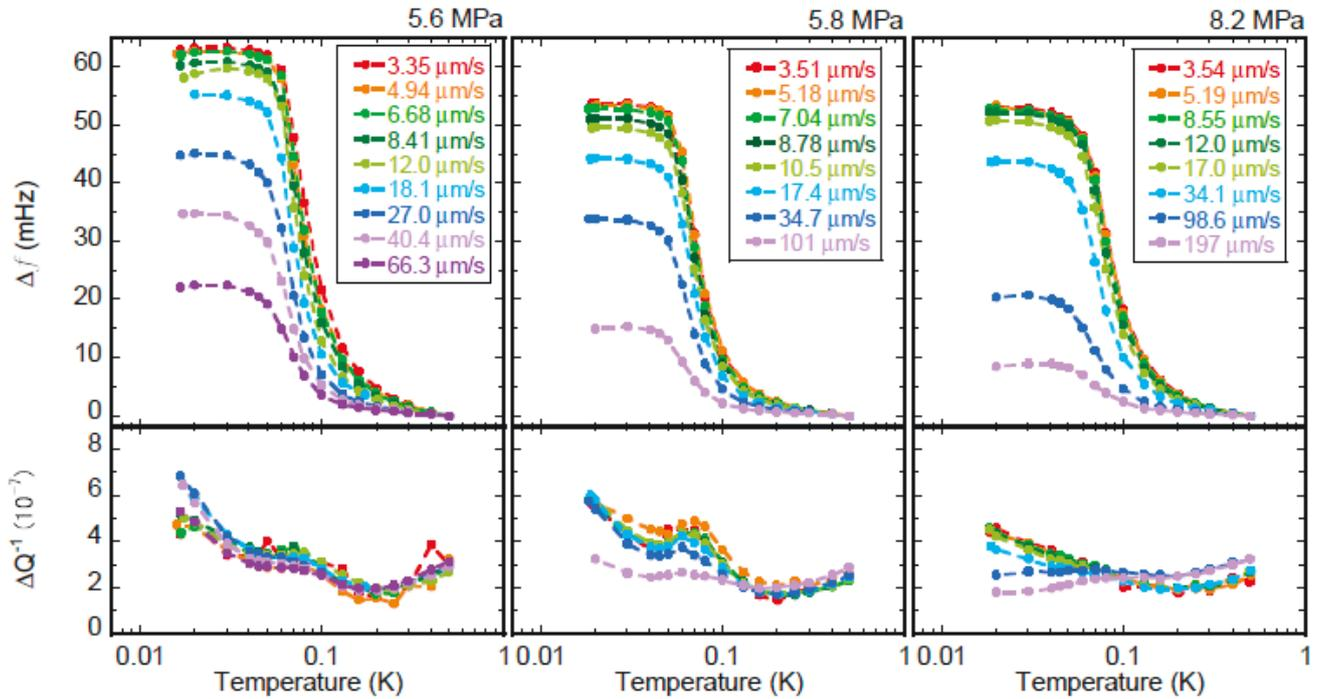 5.6 MPa
5.8 MPa
8.2 MPa
60
50
40
30
20
10
0
Δf (mHz)
3.35 μm/s
4.94 μm/s
6.68 μm/s
8.41 μm/s
12.0 μm/s
18.1 μm/s
27.0 μm/s
40.4 μm/s
66.3 μm/s
3.51 μm/s
5.18 μm/s
7.04 μm/s
8.78 μm/s
10.5 μm/s
17.4 μm/s
34.7 μm/s
101 μm/s
3.54 μm/s
5.19 μm/s
8.55 μm/s
12.0 μm/s
17.0 μm/s
34.1 μm/s
98.6 μm/s
197 μm/s
8
6
4
2
0
ΔQ⁻¹ (10⁻⁷)
0.01 0.1 1 0.01 0.1 1 0.01 0.1 1
Temperature (K) Temperature (K) Temperature (K)